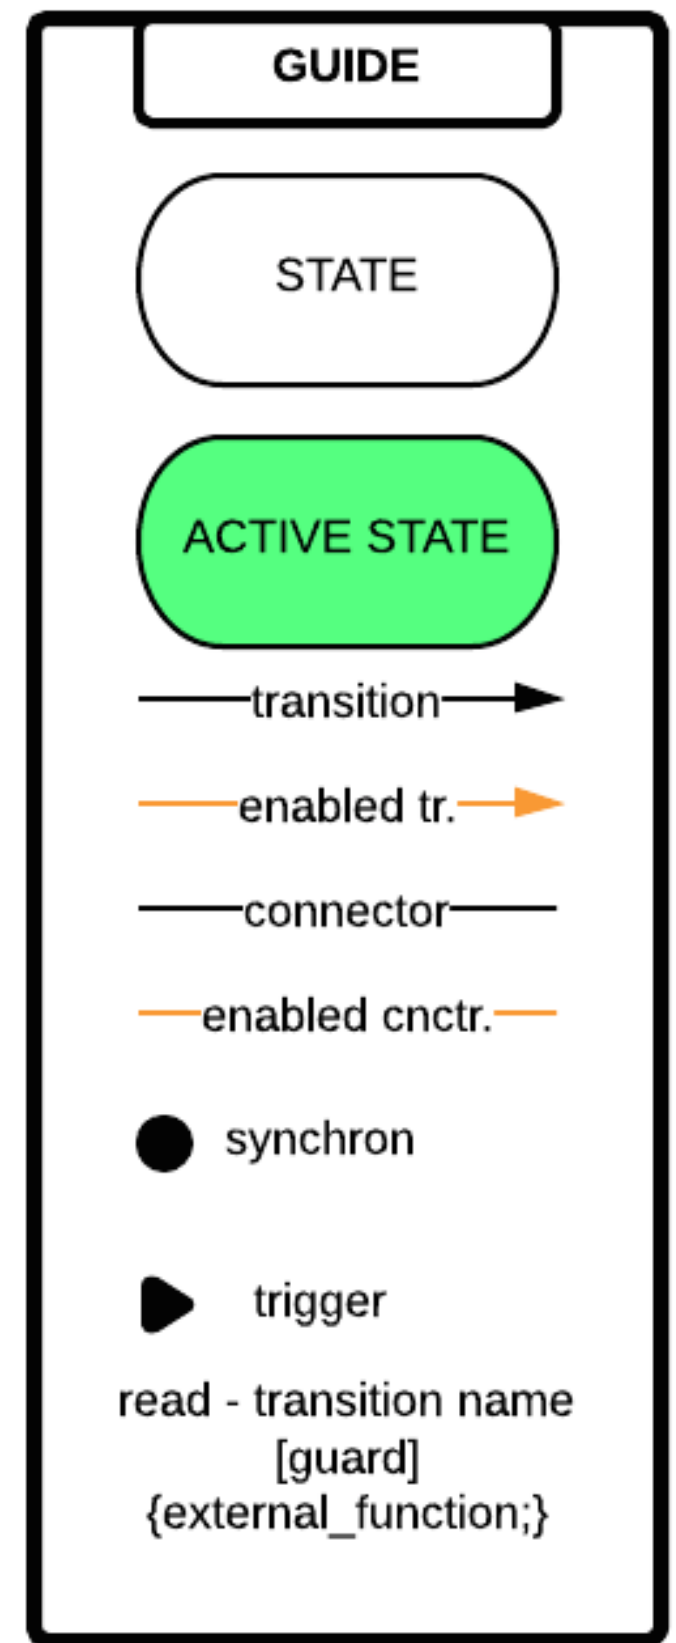 GUIDE
STATE
ACTIVE STATE
transition
enabled tr.
connector
enabled cnctr.
synchron
trigger
read - transition name
[guard]
{external_function;}